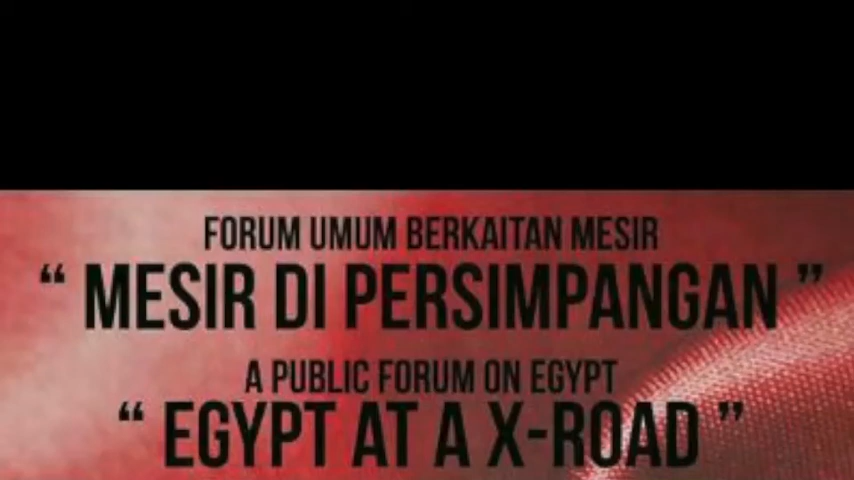 FORUM UMUM BERKAITAN MESIR
“ MESIR DI PERSIMPANGAN ”
A PUBLIC FORUM ON EGYPT
“ EGYPT AT A X-ROAD ”